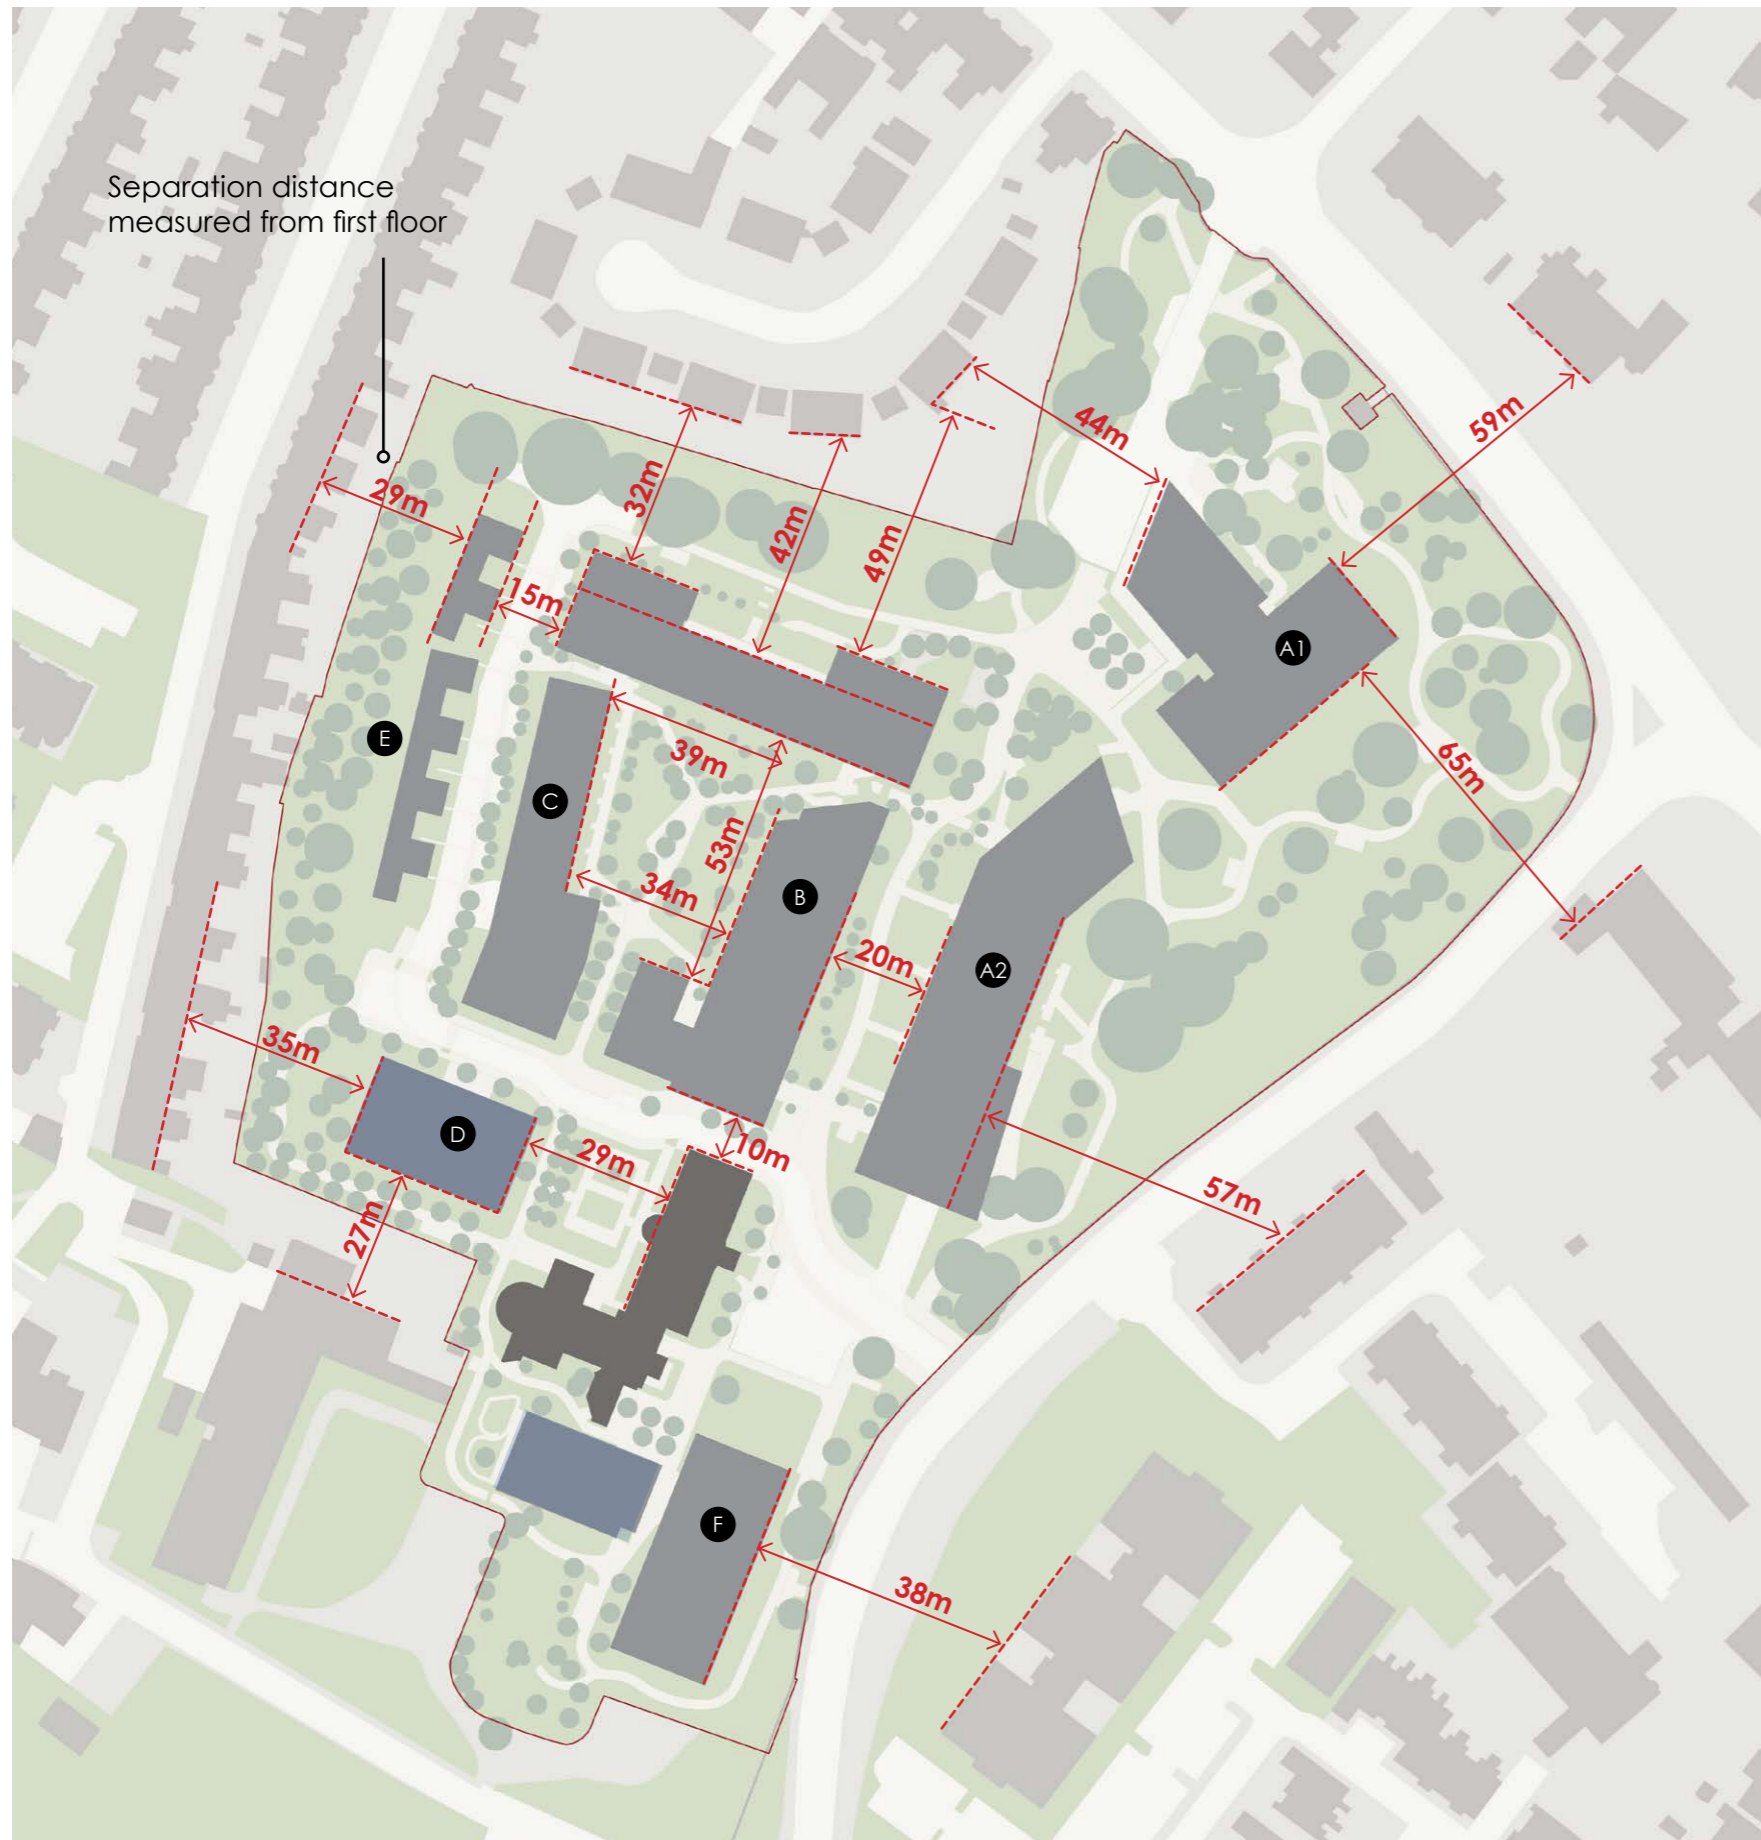 Separation distance
measured from first floor
44m
59m
29m
32m
42m
49m
15m
A1
E
39m
65m
C
53m
34m
B
20m
A2
35m
D
29m
10m
57m
27m
F
38m